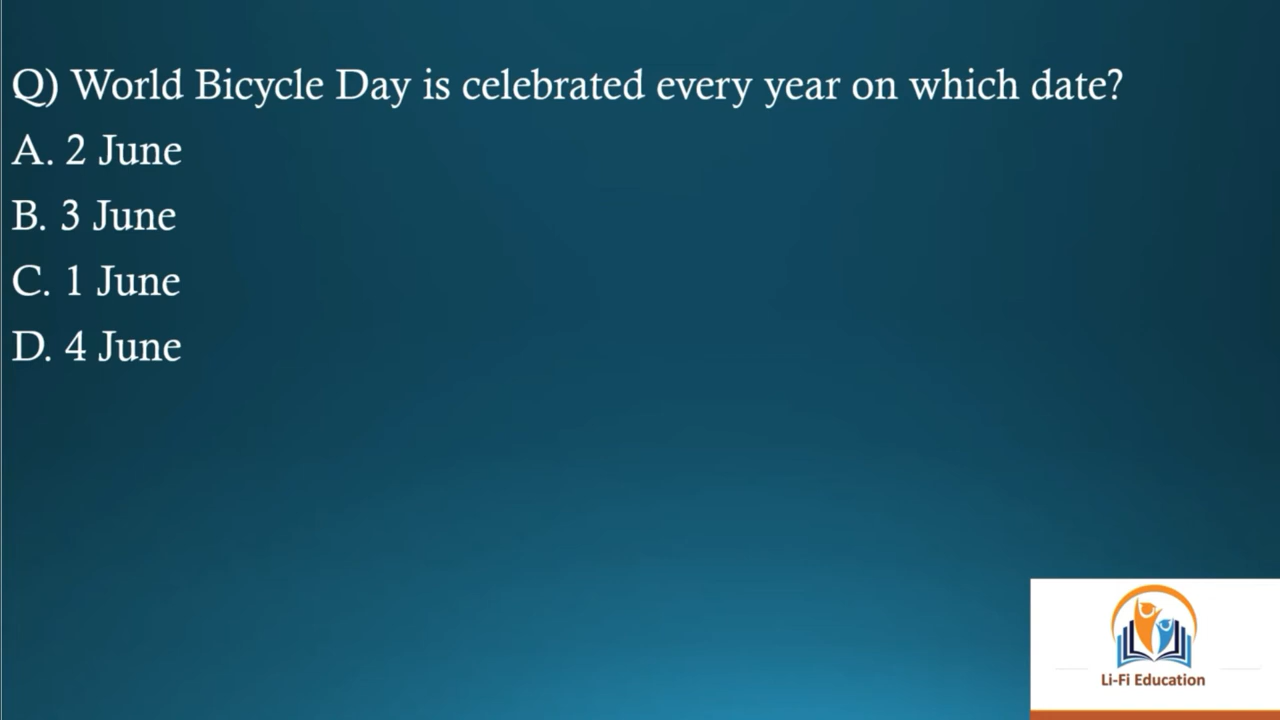 Q) World Bicycle Day is celebrated every year on which date?
A. 2 June
B. 3 June
C. 1 June
D. 4 June
Li-Fi Education